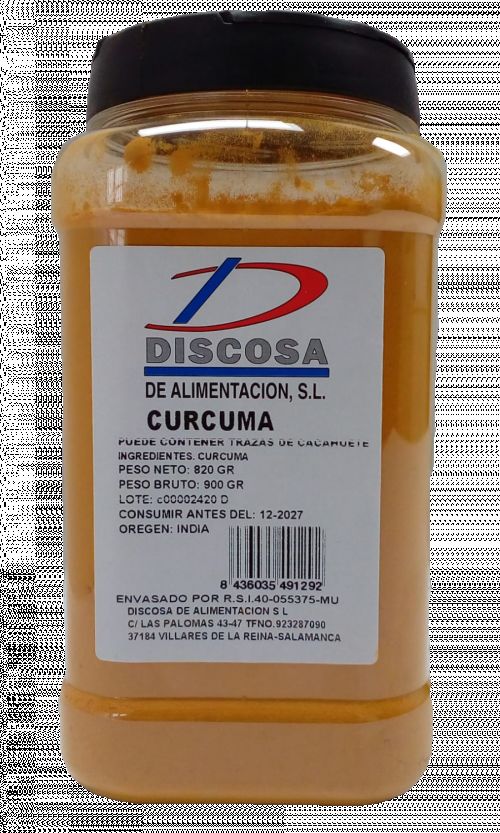 DISCOSA
DE ALIMENTACION, S.L.
CURCUMA
PUEDE CONTENER TRAZAS DE CACAHUETE
INGREDIENTES: CURCUMA
PESO NETO: 820 GR
PESO BRUTO: 900 GR
LOTE: c00002420 D
CONSUMIR ANTES DEL: 12-2027
OREGEN: INDIA
8 436035 491292
ENVASADO POR R.S.I.40-055375-MU
DISCOSA DE ALIMENTACION S L
C/ LAS PALOMAS 43-47 TFNO.923287090
37184 VILLARES DE LA REINA-SALAMANCA